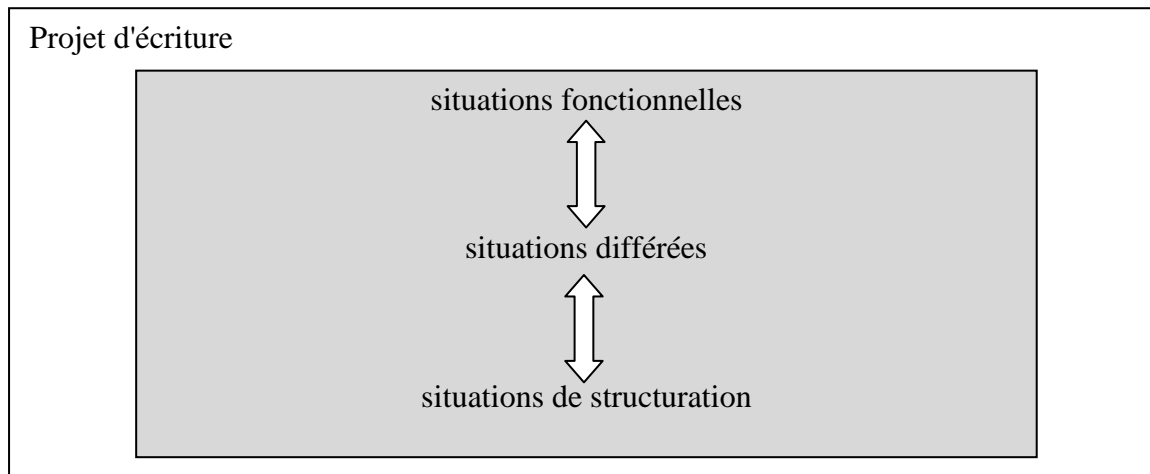 Projet d'écriture
situations fonctionnelles
situations différées
situations de structuration